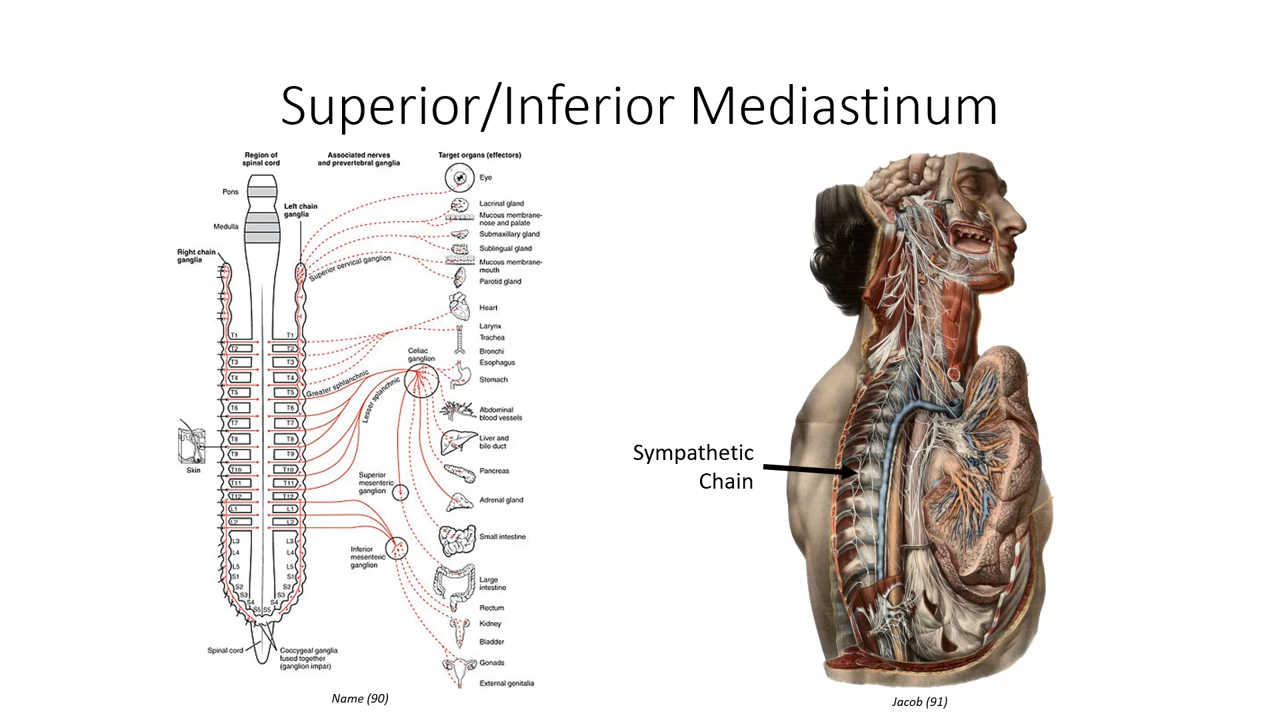 Superior/Inferior Mediastinum
Region of
spinal cord
Associated nerves
and prevertebral ganglia
Target organs (effectors)
Pons
Medulla
Left chain
ganglia
Right chain
ganglia
Superior cervical ganglion
Eye
Lacrinal gland
Mucous membrane-
nose and palate
Submaxillary gland
Sublingual gland
Mucous membrane-
mouth
Parotid gland
Heart
Larynx
Trachea
Bronchi
Esophagus
Stomach
Abdominal
blood vessels
Liver and
bile duct
Pancreas
Adrenal gland
Small intestine
Large
intestine
Rectum
Kidney
Bladder
Gonads
External genitalia
Celiac
ganglion
Greater sphlanchnic
Lesser splanchnic
Superior
mesenteric
ganglion
Inferior
mesenteric
ganglion
T1 T1
T2 T2
T3 T3
T4 T4
T5 T5
T6 T6
T7 T7
T8 T8
T9 T9
T10 T10
T11 T11
T12 T12
L1 L1
L2 L2
L3 L3
L4 L4
L5 L5
S1 S1
S2 S2
S3 S3
S4 S4
S5 S5
Skin
Spinal cord
Coccygeal ganglia
fused together
(ganglion impar)
Name (90)
Sympathetic
Chain
Jacob (91)